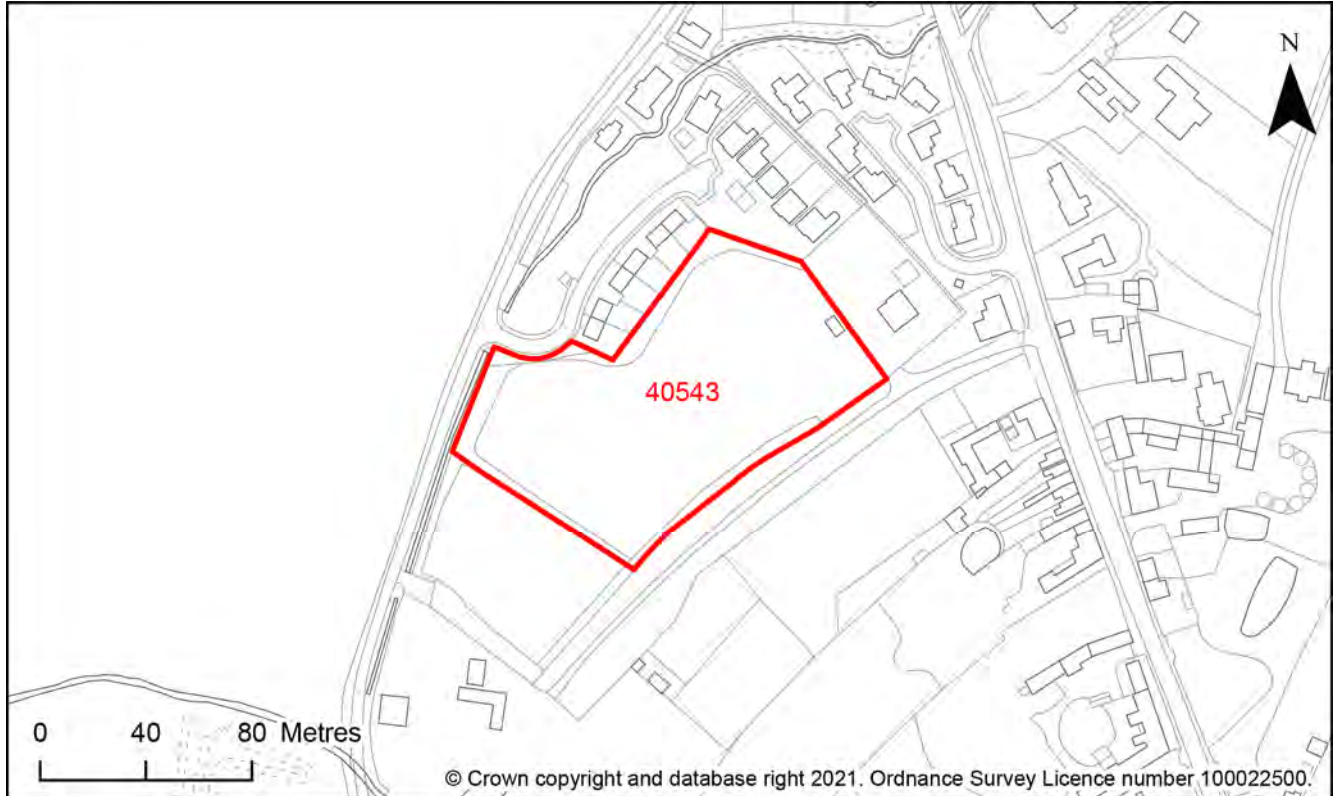 N
40543
0 40 80 Metres
© Crown copyright and database right 2021. Ordnance Survey Licence number 100022500.